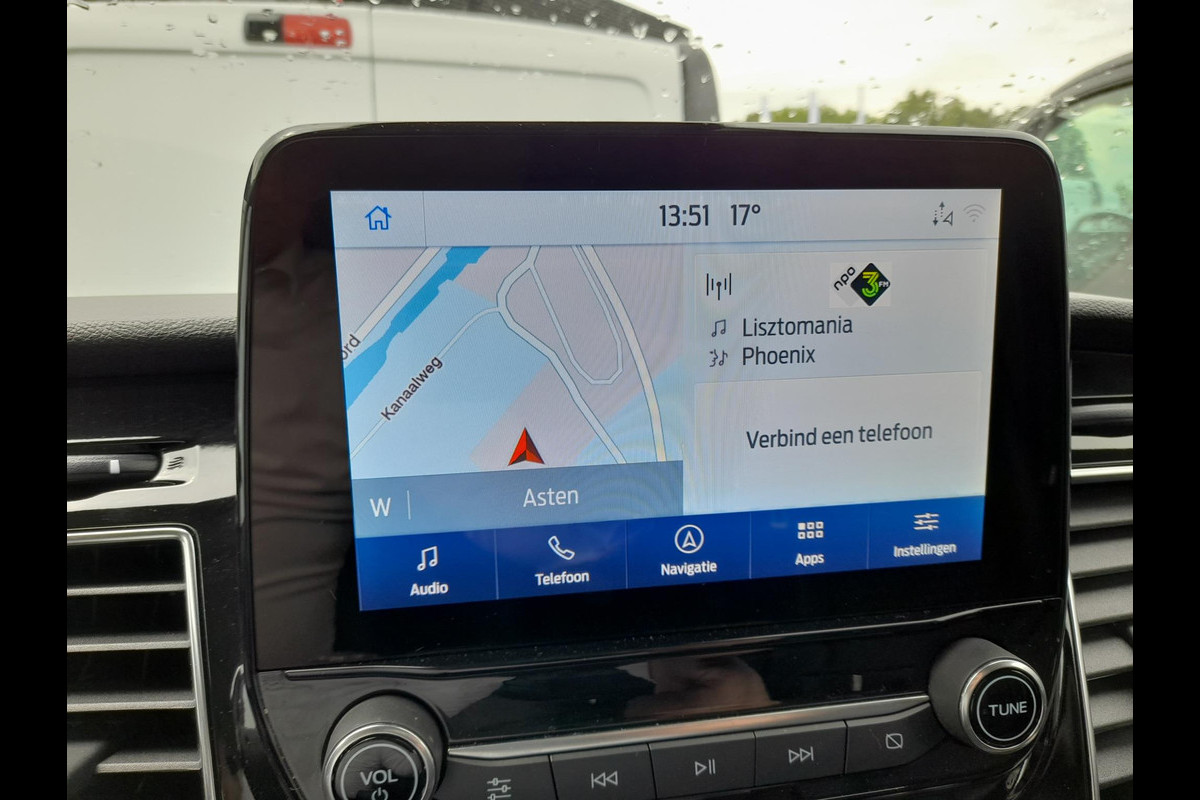 13:51 17°
npo 3FM
Lisztomania
Phoenix
ord
Kanaalweg
Verbind een telefoon
W Asten
Audio
Telefoon
Navigatie
Apps
Instellingen
TUNE
VOL